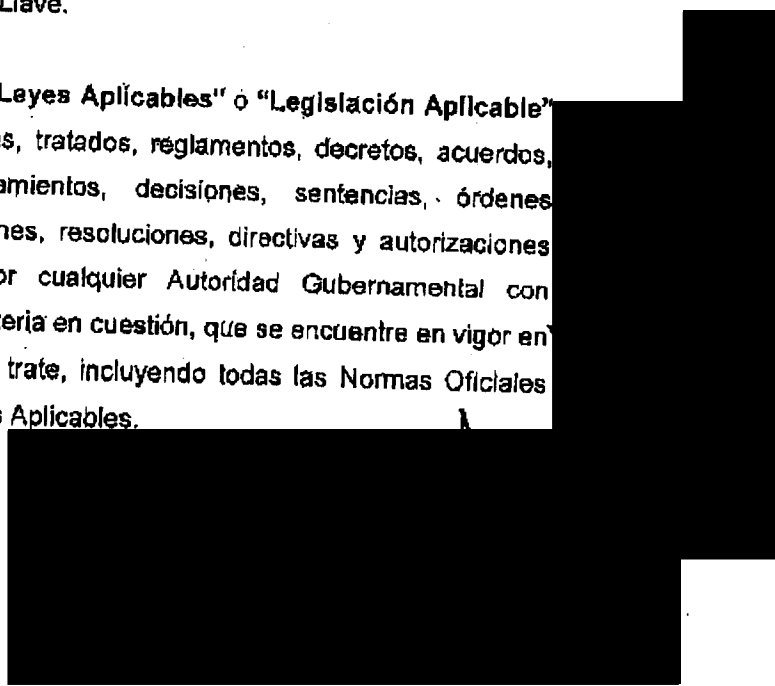 Llave.
Leyes Aplicables" o "Legislación Aplicable"
s, tratados, reglamentos, decretos, acuerdos,
amientos, decisiones, sentencias, órdenes
nes, resoluciones, directivas y autorizaciones
or cualquier Autoridad Gubernamental con
teria en cuestión, que se encuentre en vigor en
trate, incluyendo todas las Normas Oficiales
s Aplicables.